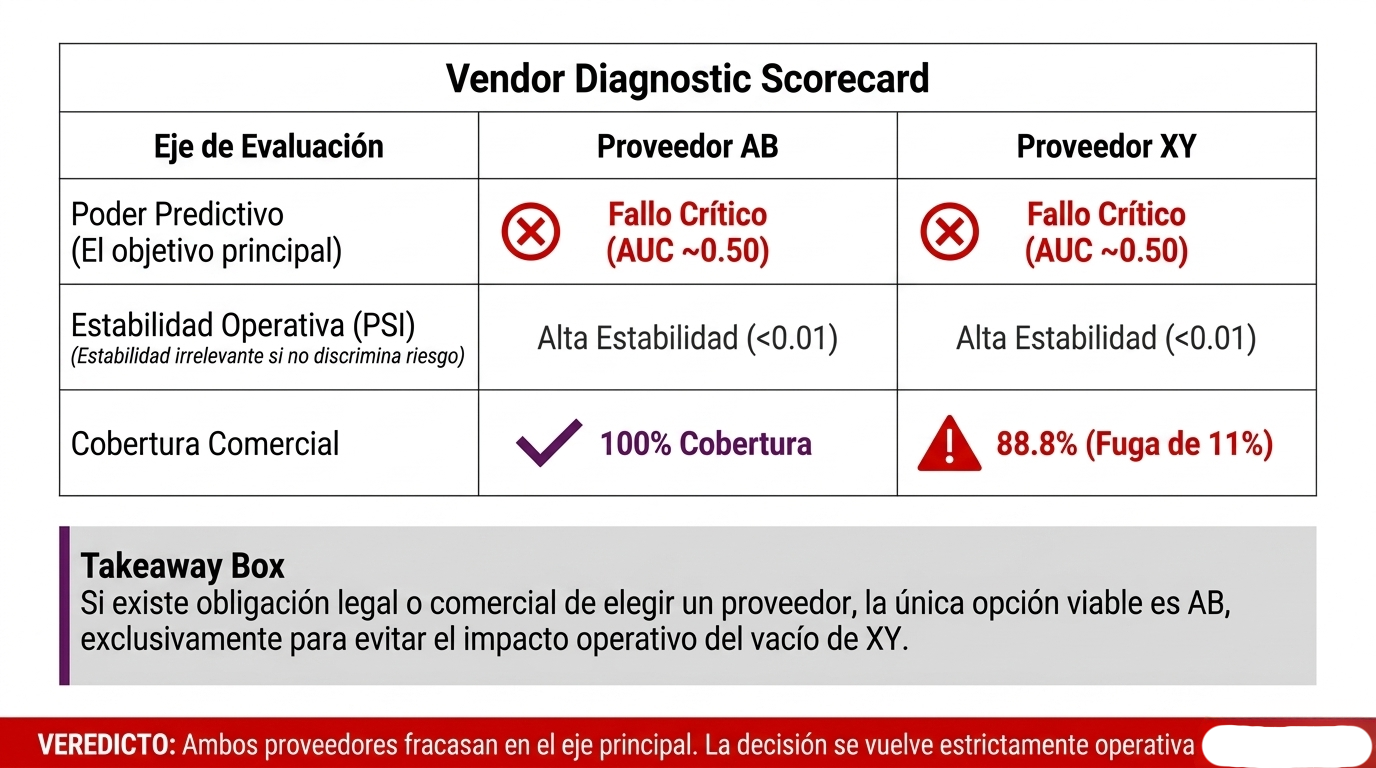 Vendor Diagnostic Scorecard
Eje de Evaluación
Proveedor AB
Proveedor XY
Poder Predictivo
(El objetivo principal)
Fallo Crítico
(AUC ~0.50)
Fallo Crítico
(AUC ~0.50)
Estabilidad Operativa (PSI)
(Estabilidad irrelevante si no discrimina riesgo)
Alta Estabilidad (<0.01)
Alta Estabilidad (<0.01)
Cobertura Comercial
100% Cobertura
88.8% (Fuga de 11%)
Takeaway Box
Si existe obligación legal o comercial de elegir un proveedor, la única opción viable es AB,
exclusivamente para evitar el impacto operativo del vacío de XY.
VEREDICTO: Ambos proveedores fracasan en el eje principal. La decisión se vuelve estrictamente operativa